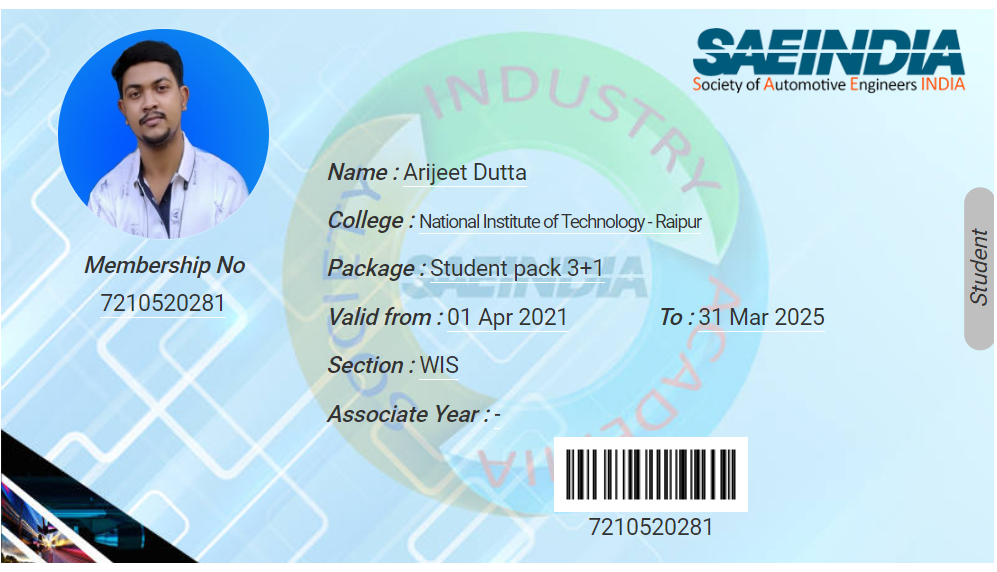 SAEINDIA
Society of Automotive Engineers INDIA
INDUSTRY
ACADEMIA
SOCIETY
SAEINDIA
Name : Arijeet Dutta
College : National Institute of Technology - Raipur
Package : Student pack 3+1
Valid from : 01 Apr 2021 To : 31 Mar 2025
Section : WIS
Associate Year : -
Membership No
7210520281
Student
7210520281